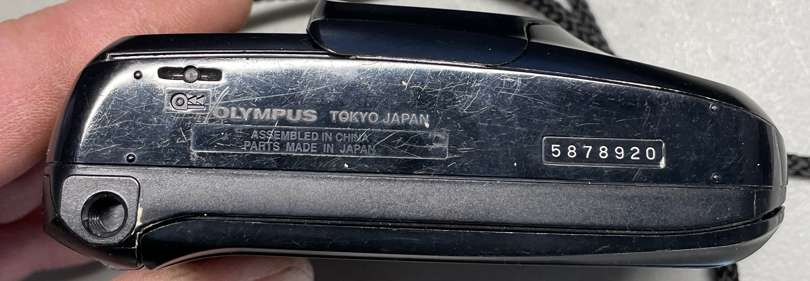 OLYMPUS TOKYO JAPAN
ASSEMBLED IN CHINA
PARTS MADE IN JAPAN
5878920